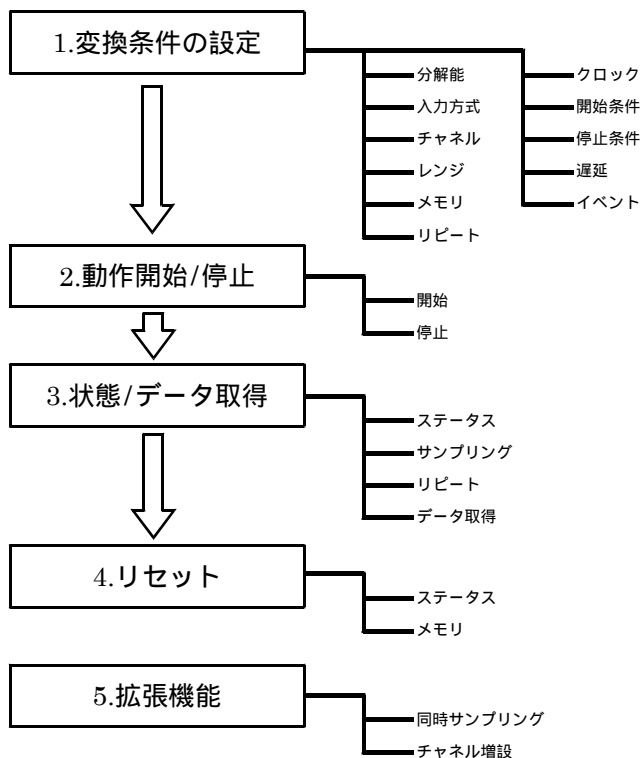 1.変換条件の設定
分解能
入力方式
チャネル
レンジ
メモリ
リピート
クロック
開始条件
停止条件
遅延
イベント
2.動作開始/停止
開始
停止
3.状態/データ取得
ステータス
サンプリング
リピート
データ取得
4.リセット
ステータス
メモリ
5.拡張機能
同時サンプリング
チャネル増設